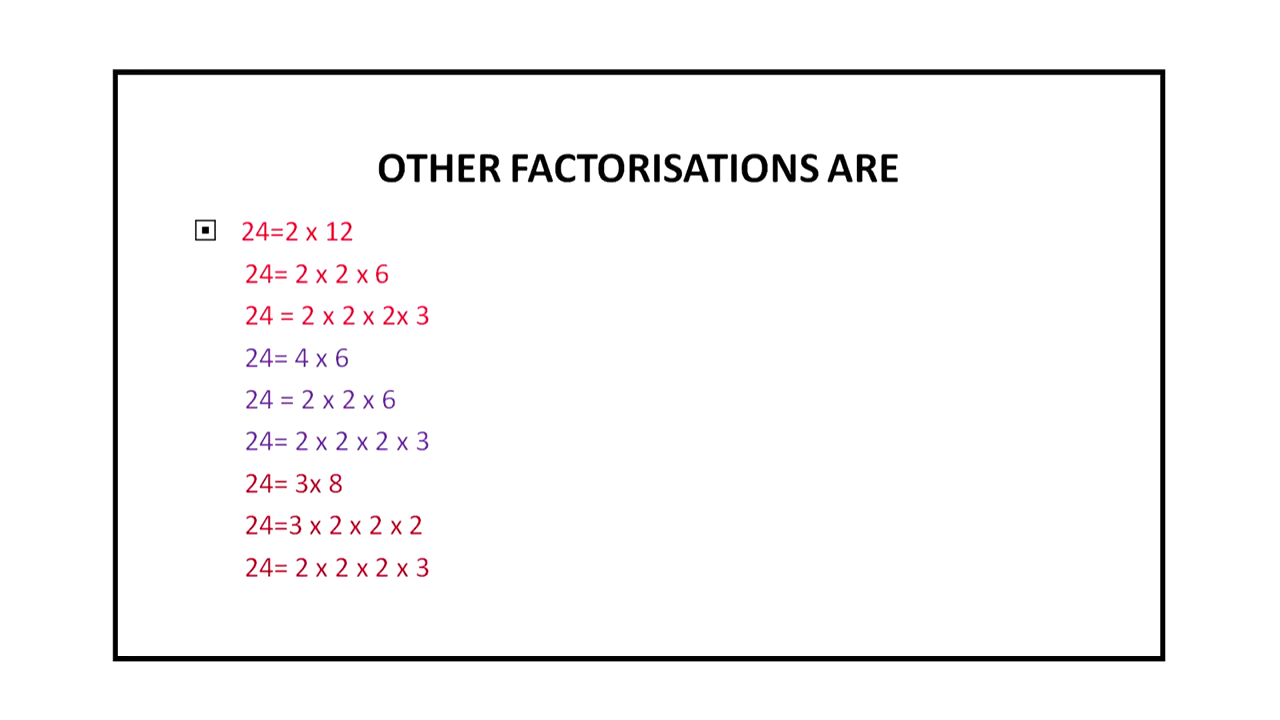 OTHER FACTORISATIONS ARE
24=2 x 12
24= 2 x 2 x 6
24 = 2 x 2 x 2x 3
24= 4 x 6
24 = 2 x 2 x 6
24= 2 x 2 x 2 x 3
24= 3x 8
24=3 x 2 x 2 x 2
24= 2 x 2 x 2 x 3